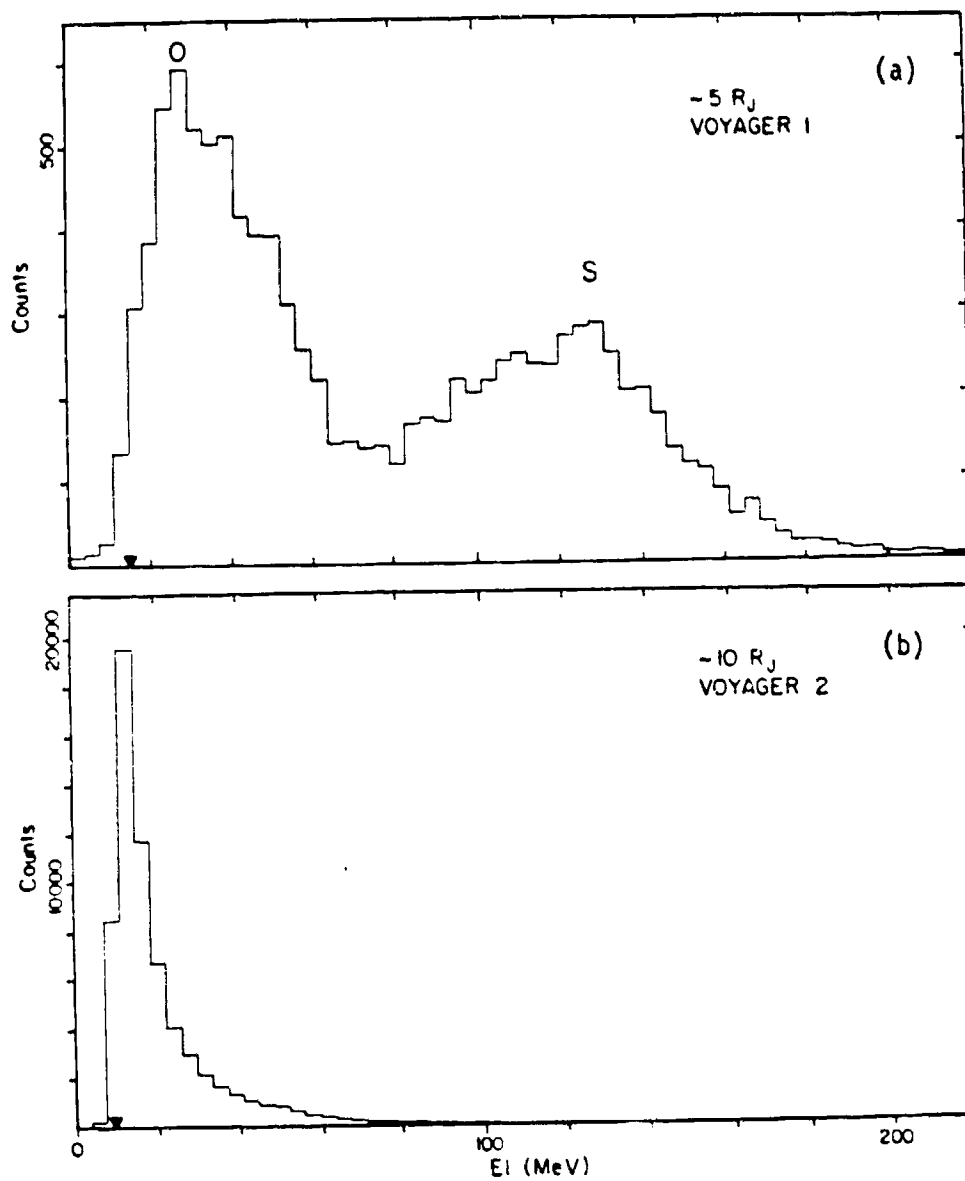 O
(a)
~5 RJ
VOYAGER 1
500
S
Counts
(b)
20000
~10 RJ
VOYAGER 2
10000
Counts
0 100 200
E1 (MeV)